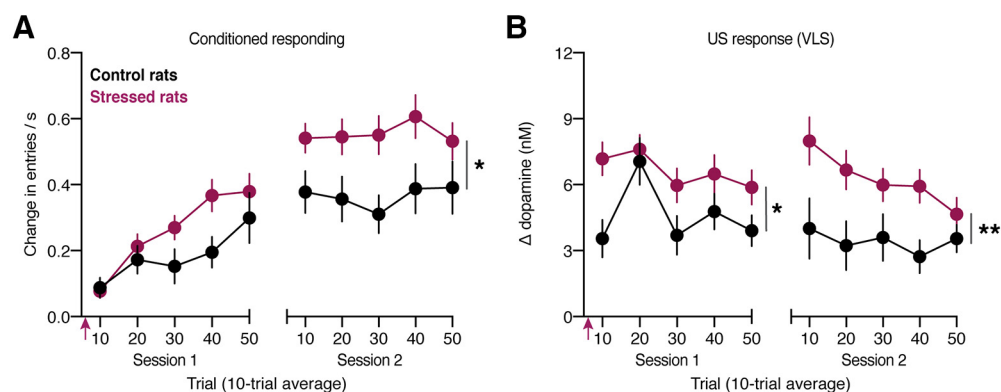 A
Conditioned responding
0.8
0.6
0.4
0.2
0.0
Change in entries / s
Control rats
Stressed rats
*
10 20 30 40 50
10 20 30 40 50
Session 1
Session 2
Trial (10-trial average)
B
US response (VLS)
12
9
6
3
0
Δ dopamine (nM)
*
**
10 20 30 40 50
10 20 30 40 50
Session 1
Session 2
Trial (10-trial average)